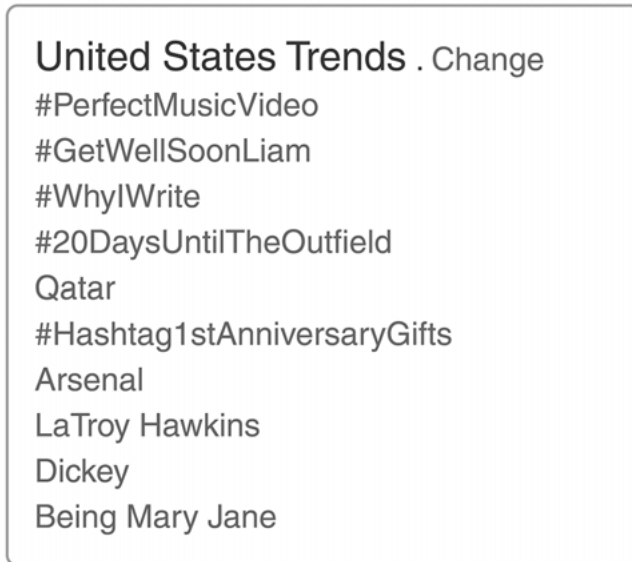 United States Trends . Change
#PerfectMusicVideo
#GetWellSoonLiam
#WhyIWrite
#20DaysUntilTheOutfield
Qatar
#Hashtag1stAnniversaryGifts
Arsenal
LaTroy Hawkins
Dickey
Being Mary Jane